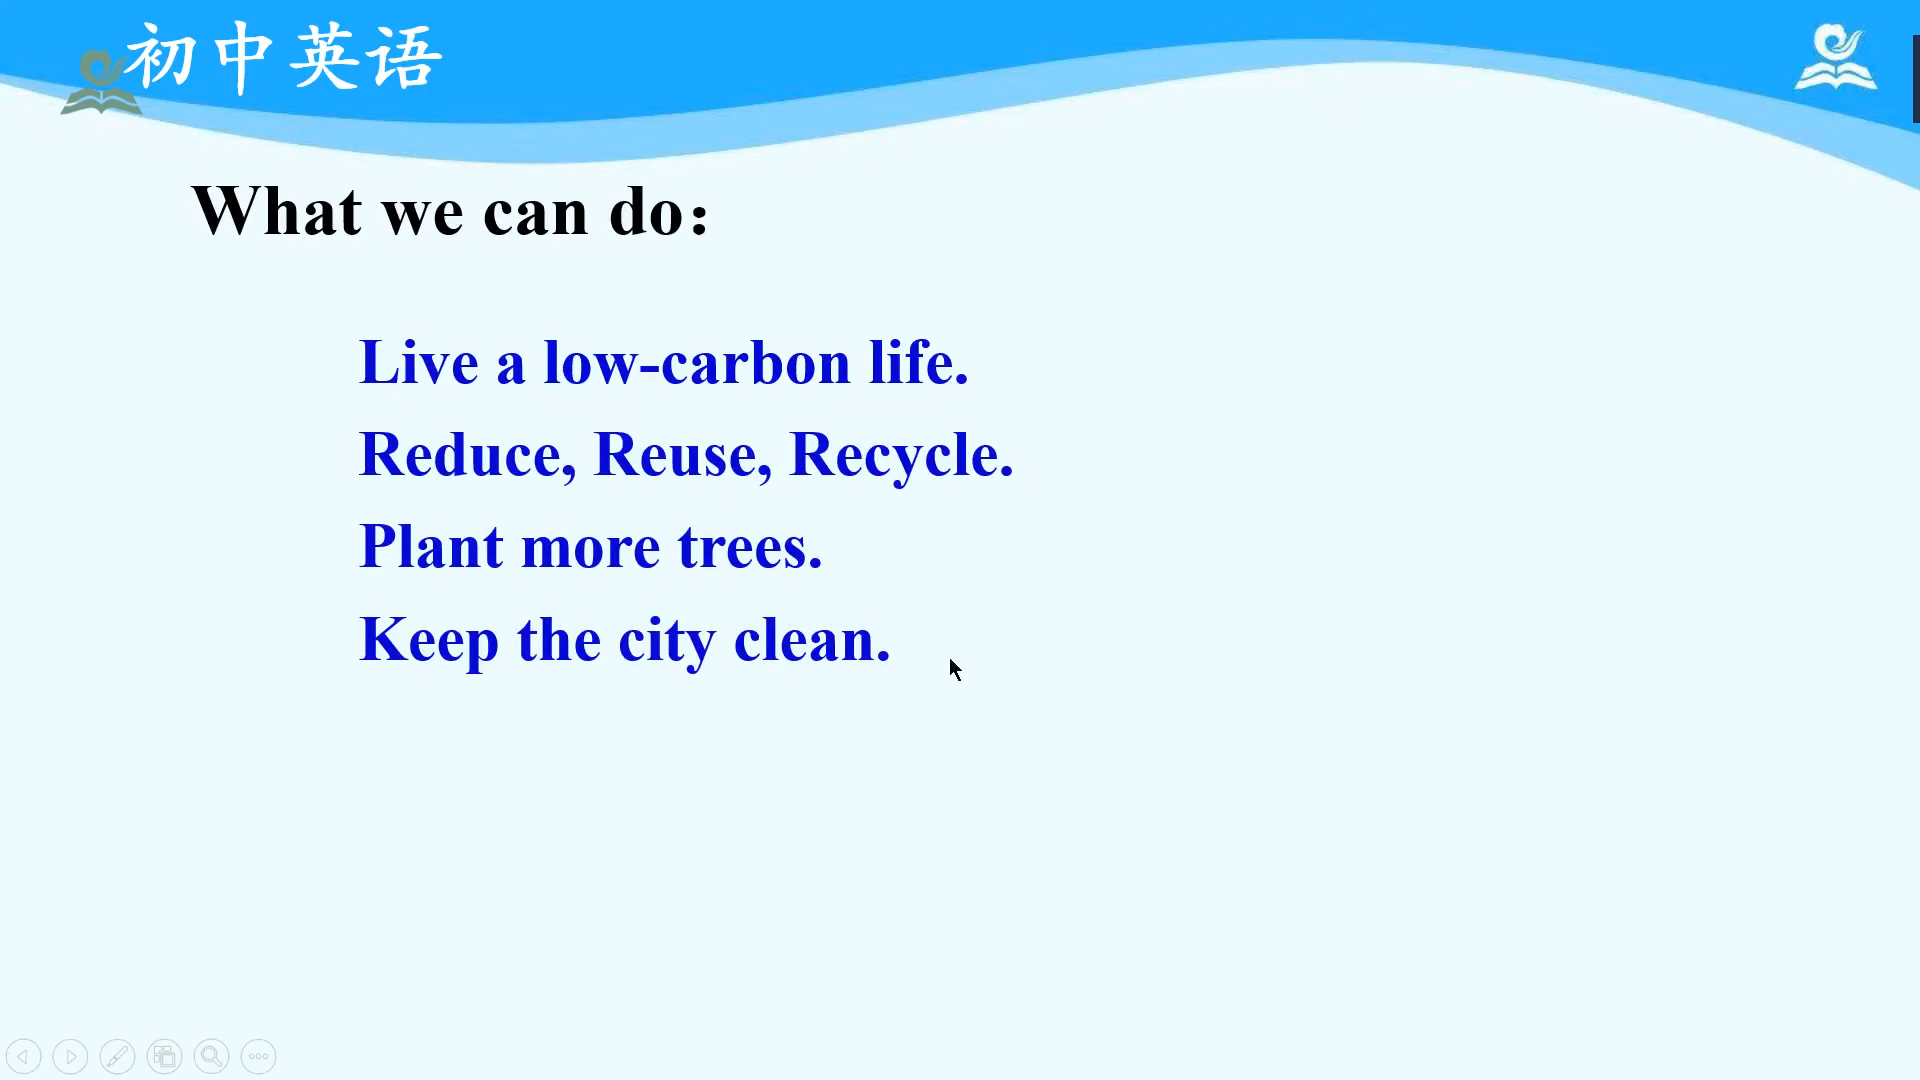 初中英语
What we can do：
Live a low-carbon life.
Reduce, Reuse, Recycle.
Plant more trees.
Keep the city clean.